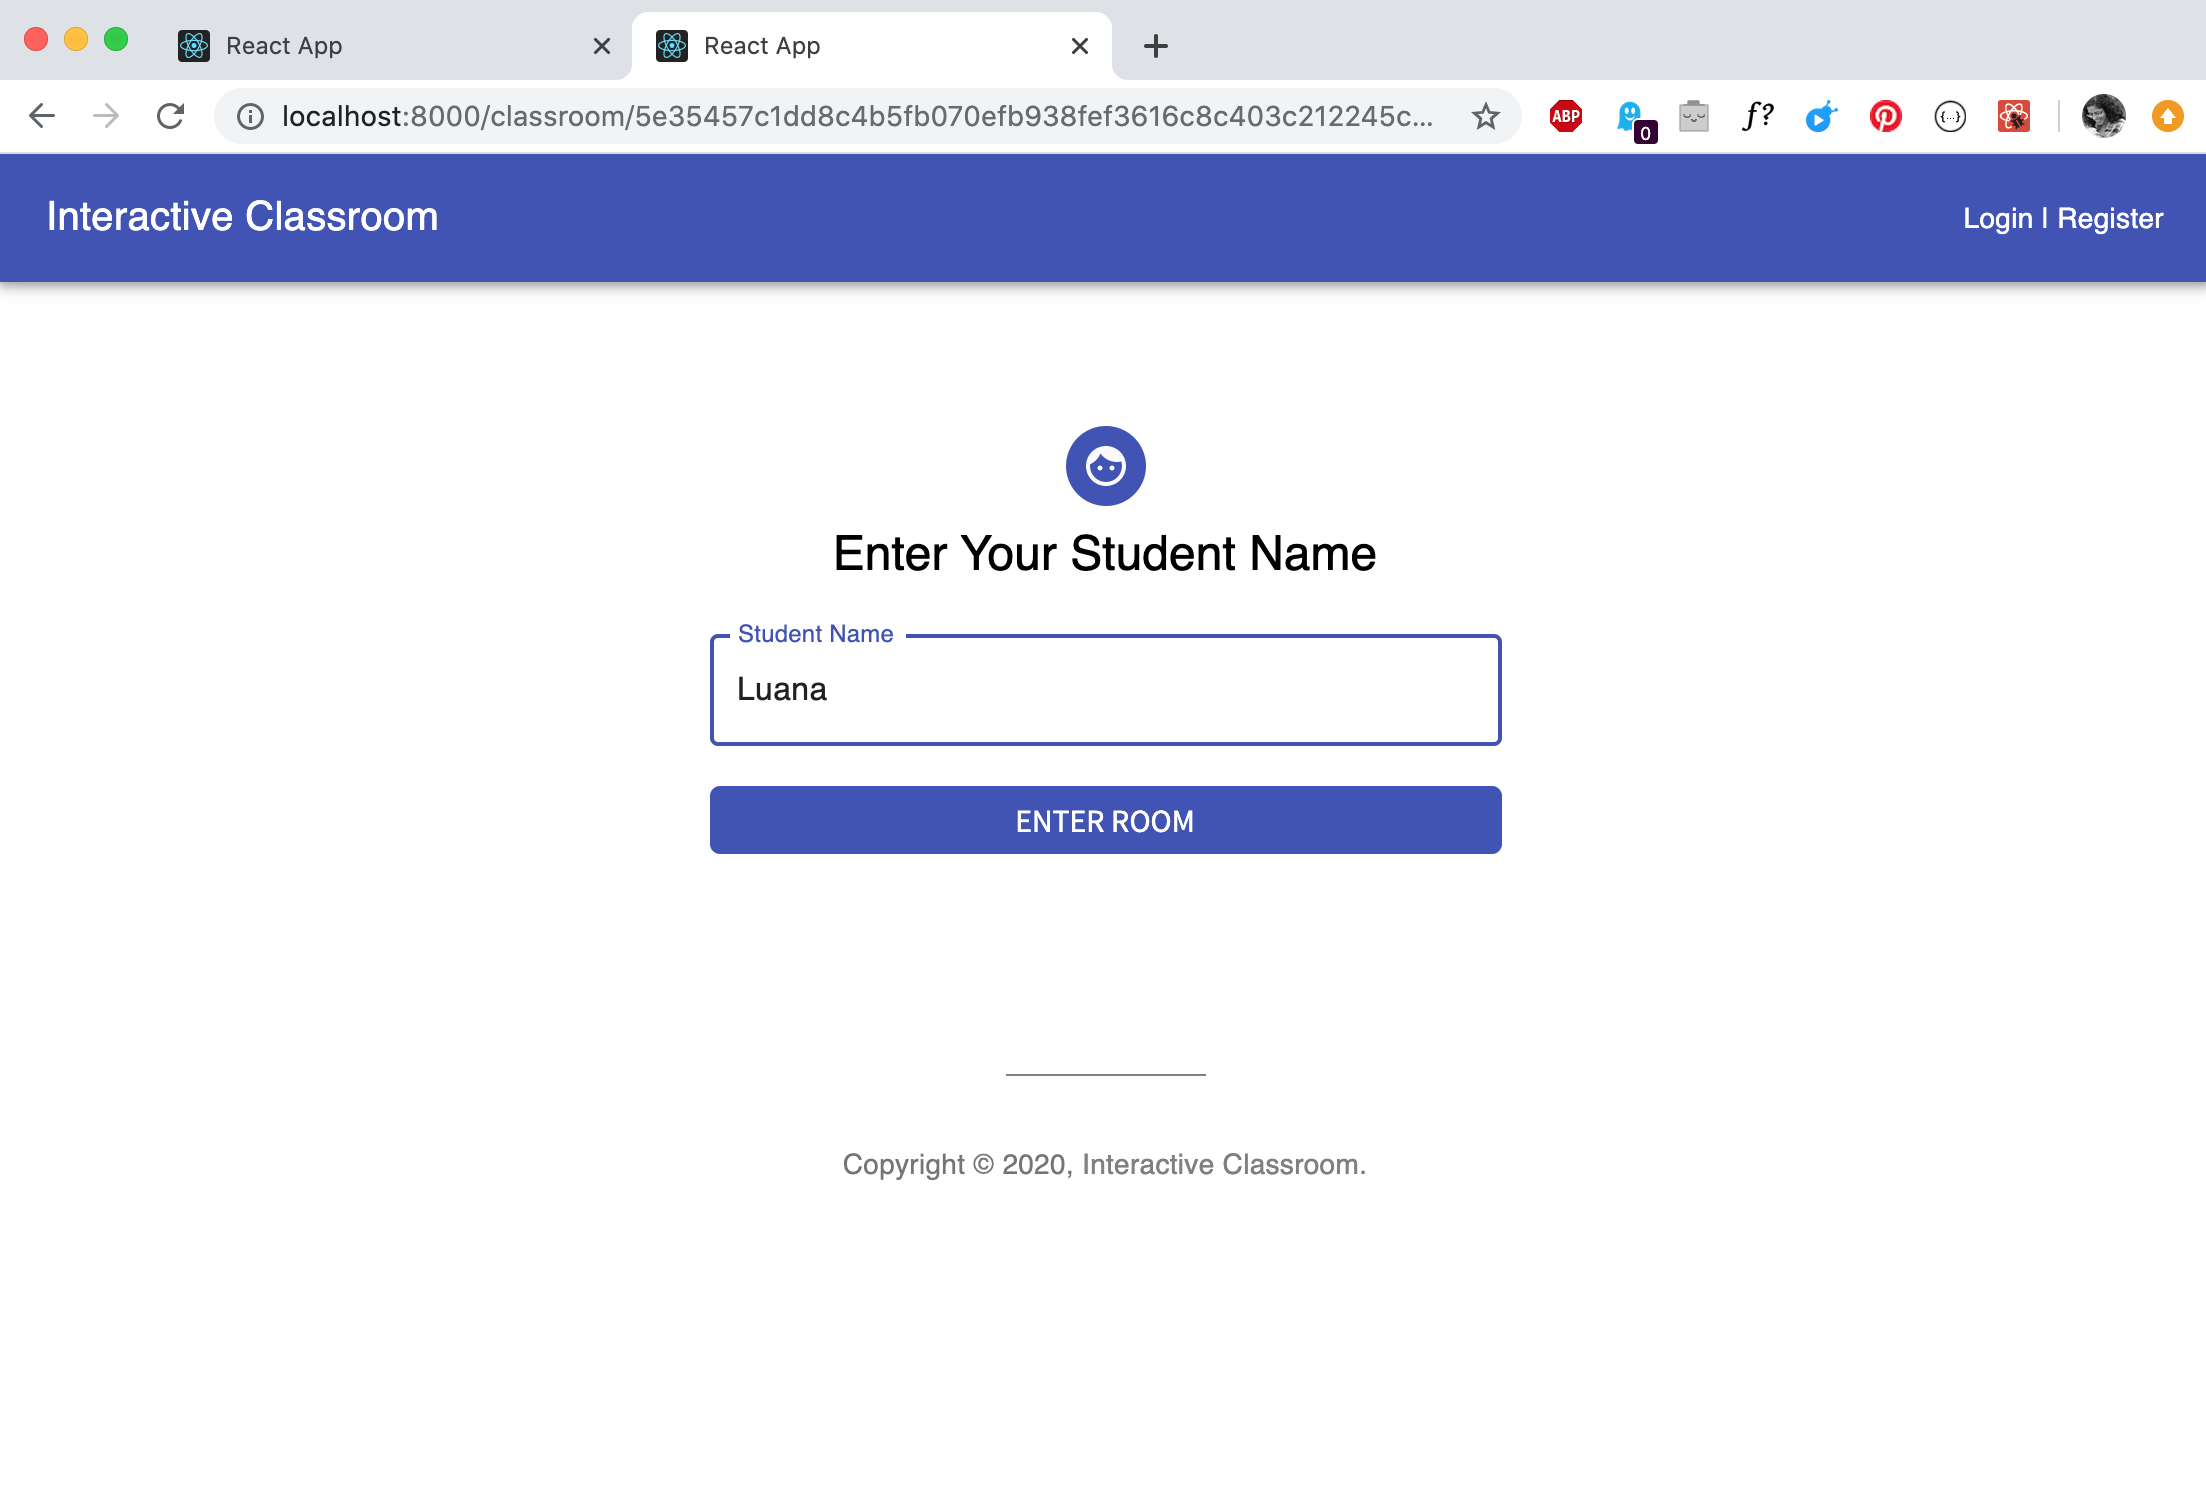 React App
React App
localhost:8000/classroom/5e35457c1dd8c4b5fb070efb938fef3616c8c403c212245c...
ABP
0
f?
{...}
Interactive Classroom
Login | Register
Enter Your Student Name
Student Name
Luana
ENTER ROOM
Copyright © 2020, Interactive Classroom.